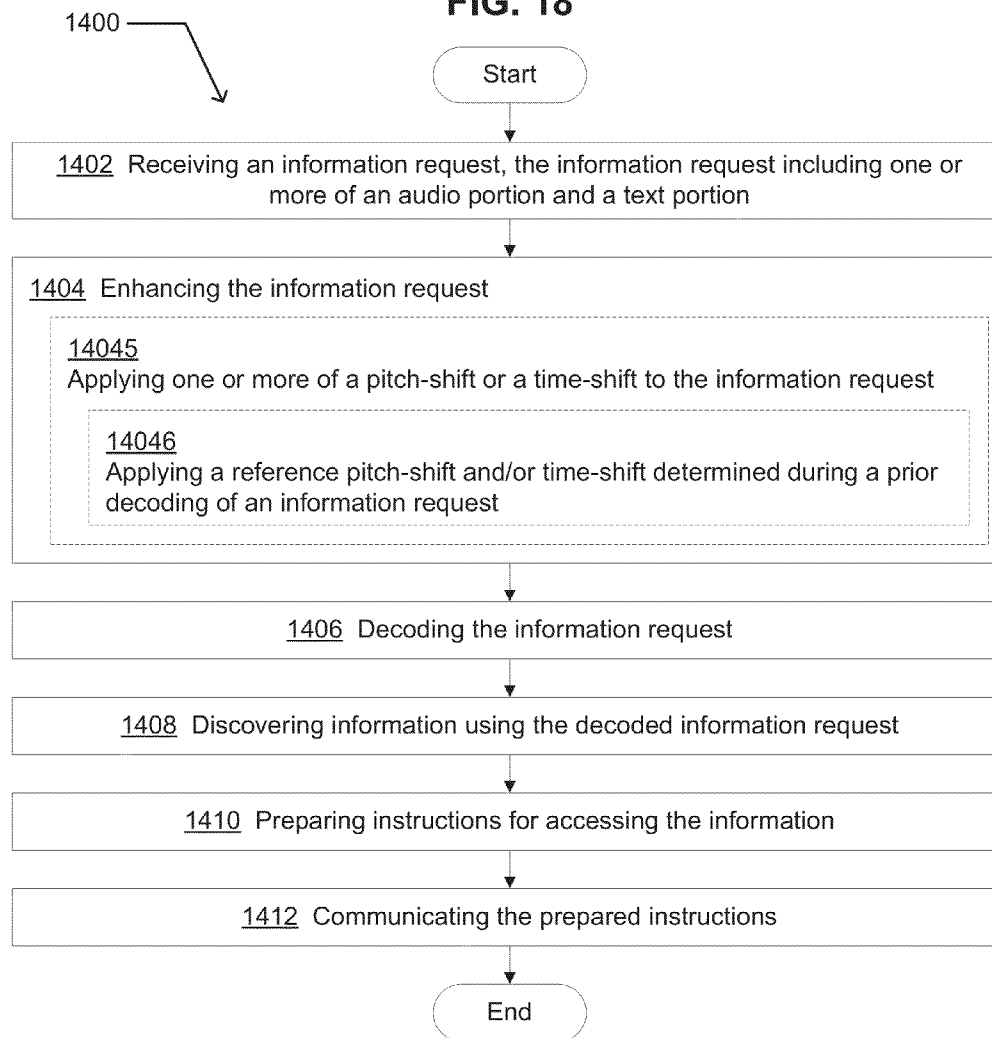 FIG. 18
1400
Start
1402 Receiving an information request, the information request including one or
more of an audio portion and a text portion
1404 Enhancing the information request
14045
Applying one or more of a pitch-shift or a time-shift to the information request
14046
Applying a reference pitch-shift and/or time-shift determined during a prior
decoding of an information request
1406 Decoding the information request
1408 Discovering information using the decoded information request
1410 Preparing instructions for accessing the information
1412 Communicating the prepared instructions
End